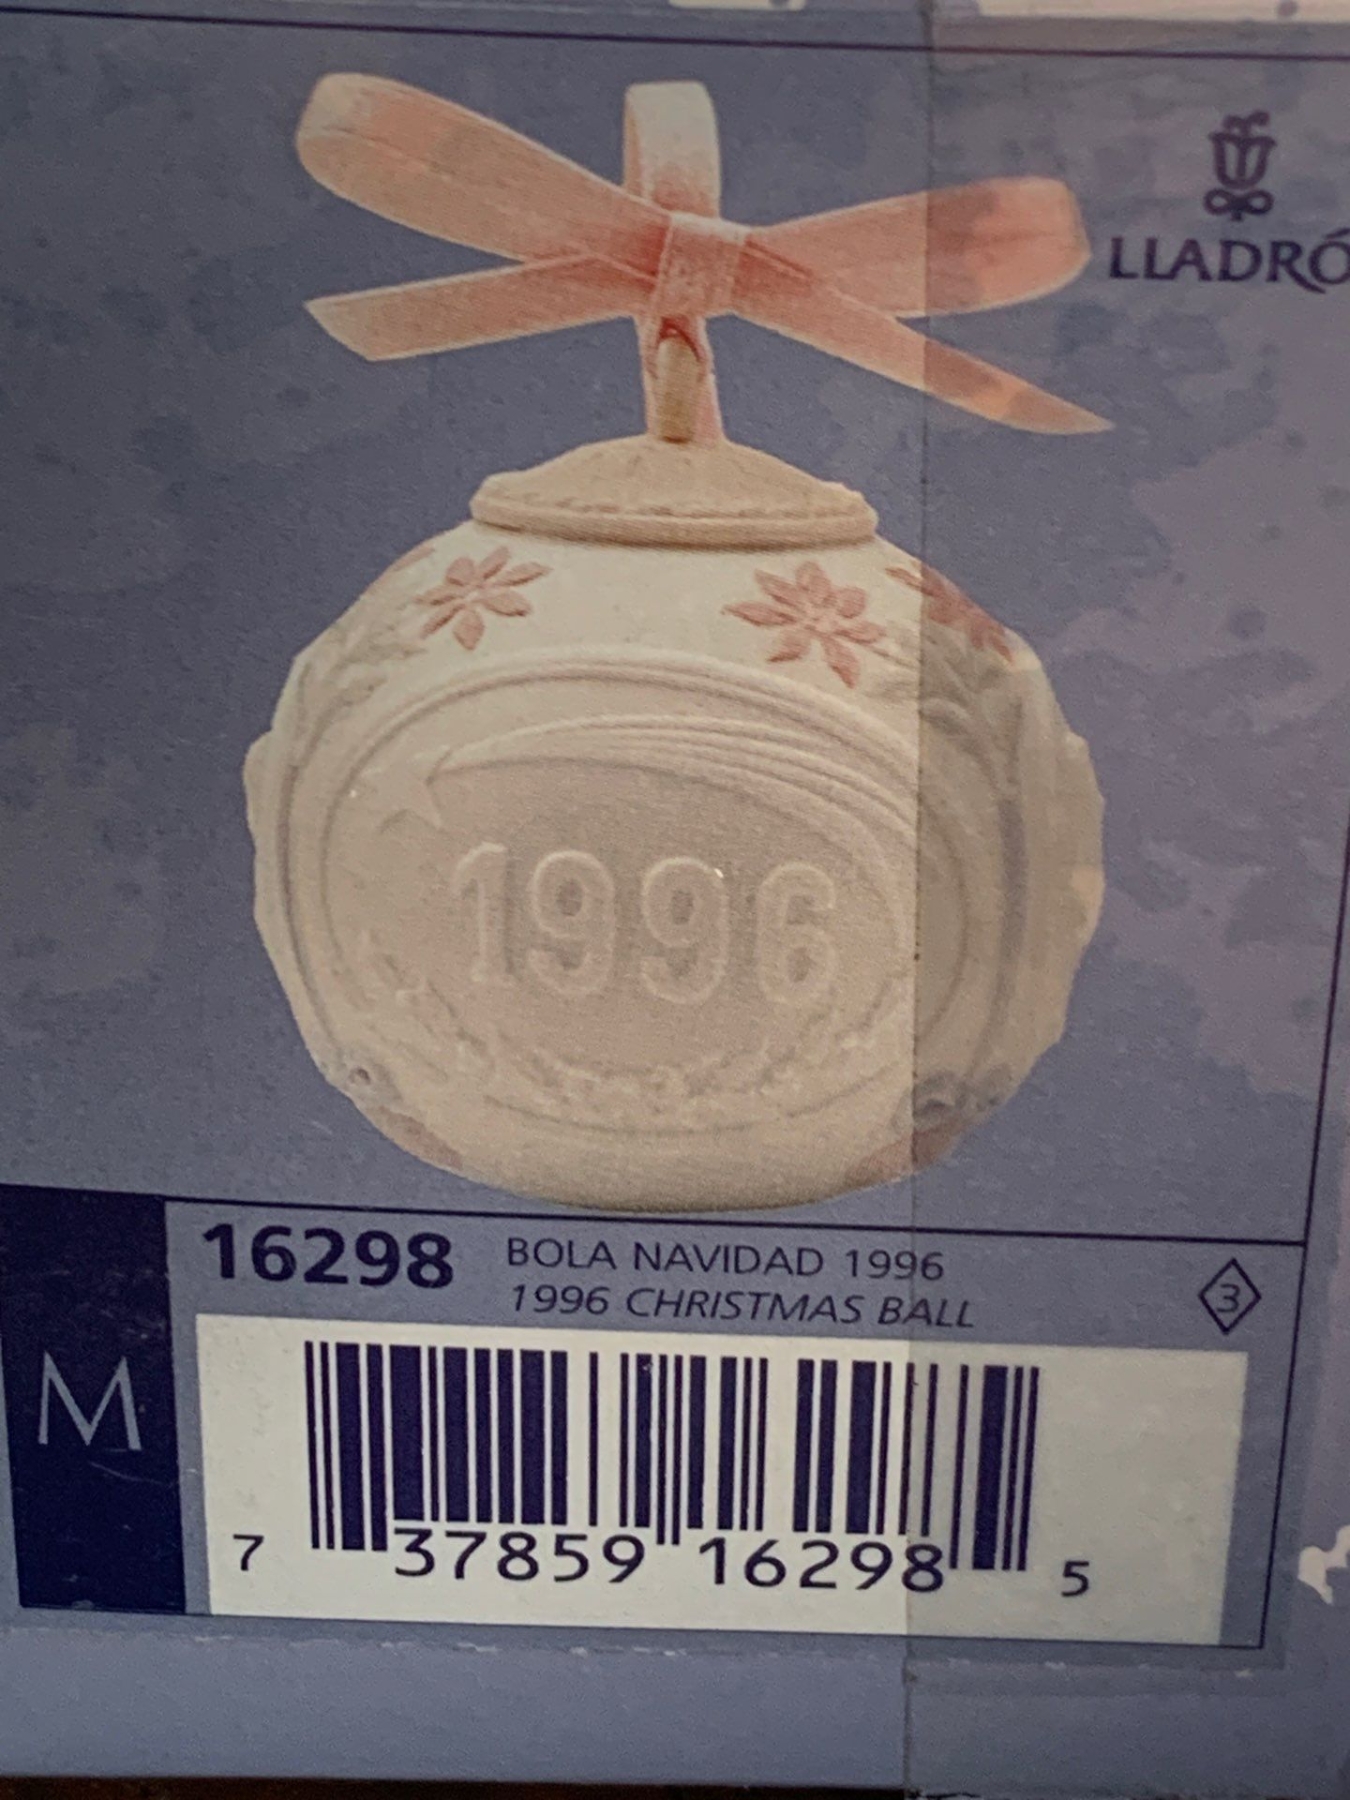 LLADRÓ
1996
16298 BOLA NAVIDAD 1996
1996 CHRISTMAS BALL
3
M
7 37859 16298 5